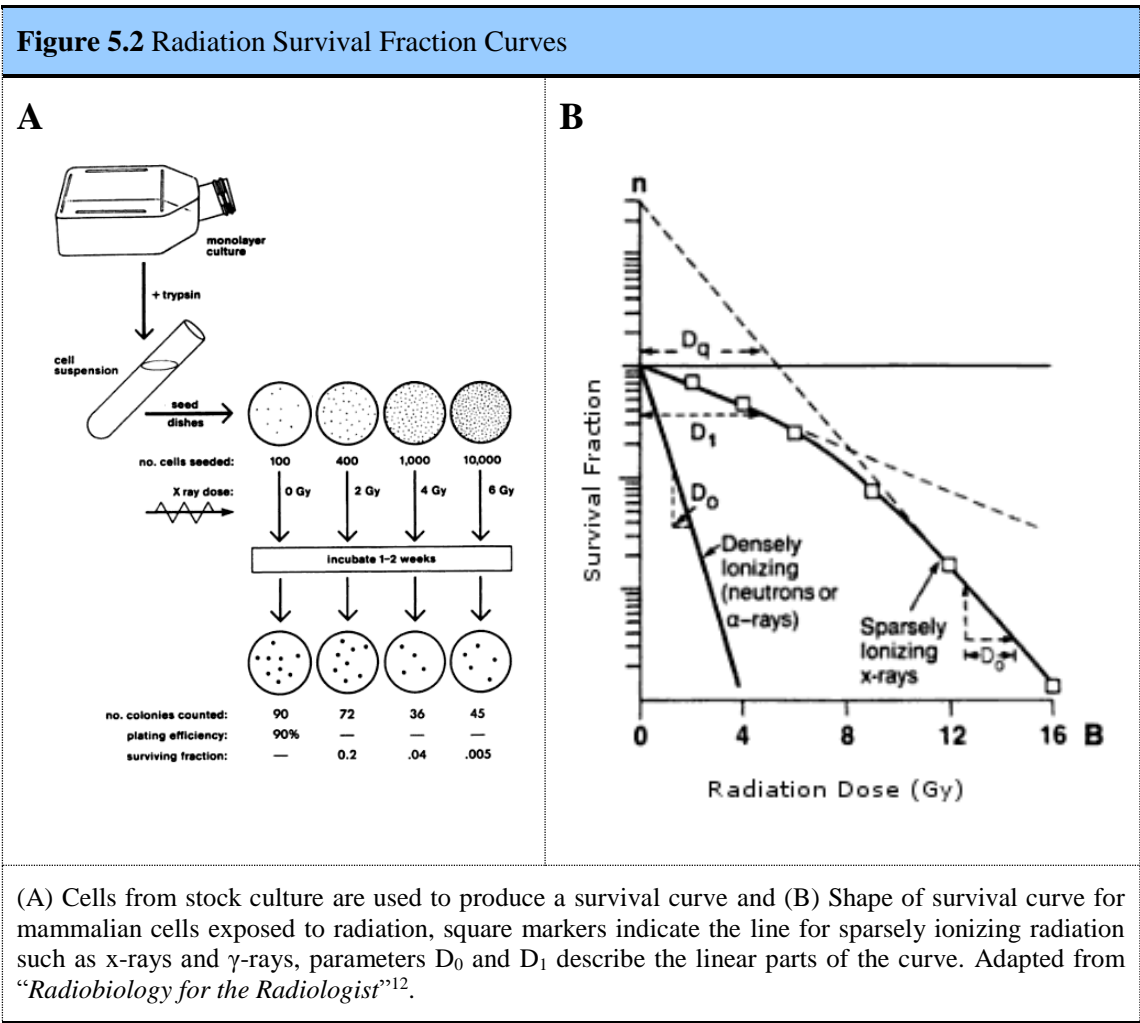 Figure 5.2 Radiation Survival Fraction Curves
A
monolayer
culture
+ trypsin
cell
suspension
seed
dishes
no. cells seeded: 100 400 1,000 10,000
X ray dose: 0 Gy 2 Gy 4 Gy 6 Gy
incubate 1–2 weeks
no. colonies counted: 90 72 36 45
plating efficiency: 90% — — —
surviving fraction: — 0.2 .04 .005
B
n
Dq
D1
D0
Densely
Ionizing
(neutrons or
α–rays)
Sparsely
Ionizing
x-rays
D0
Survival Fraction
0 4 8 12 16 B
Radiation Dose (Gy)
(A) Cells from stock culture are used to produce a survival curve and (B) Shape of survival curve for
mammalian cells exposed to radiation, square markers indicate the line for sparsely ionizing radiation
such as x-rays and γ-rays, parameters D0 and D1 describe the linear parts of the curve. Adapted from
“Radiobiology for the Radiologist”12.